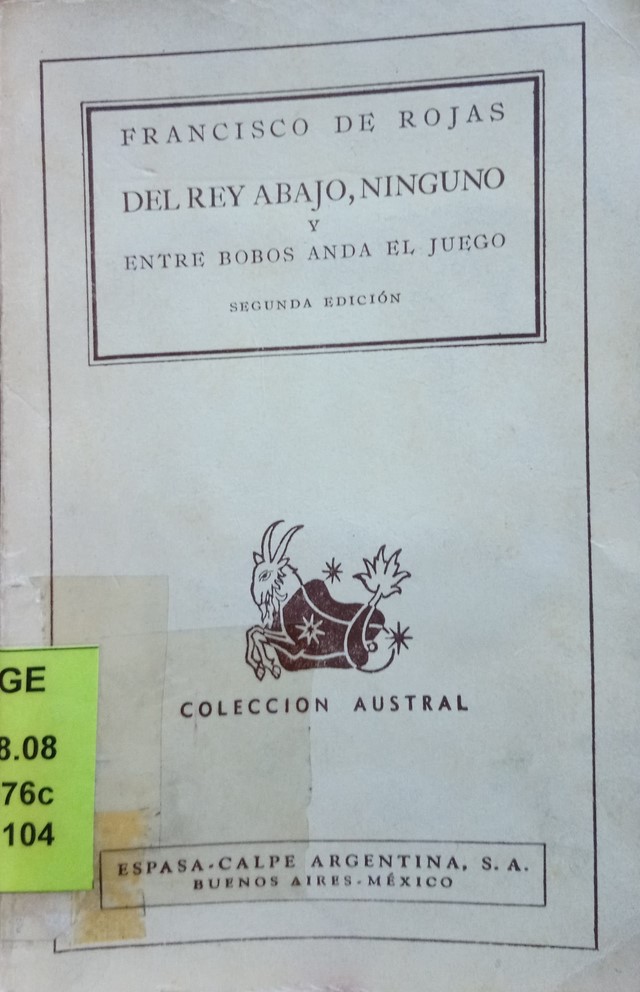 FRANCISCO DE ROJAS
DEL REY ABAJO, NINGUNO
Y
ENTRE BOBOS ANDA EL JUEGO
SEGUNDA EDICIÓN
COLECCION AUSTRAL
GE
8.08
76c
104
ESPASA-CALPE ARGENTINA, S. A.
BUENOS AIRES-MÉXICO